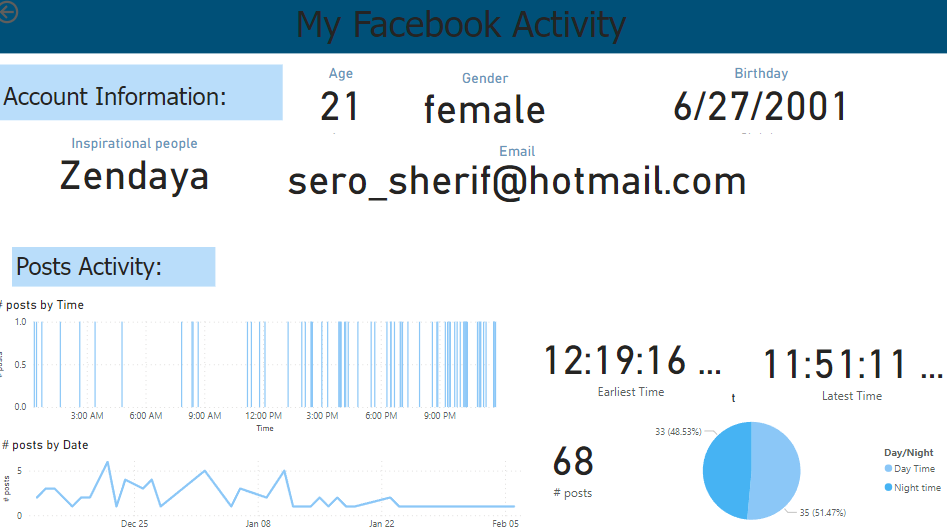 My Facebook Activity
Account Information:
Age
21
Gender
female
Birthday
6/27/2001
Inspirational people
Zendaya
Email
sero_sherif@hotmail.com
Posts Activity:
# posts by Time
# posts
1.0
0.5
0.0
3:00 AM 6:00 AM 9:00 AM 12:00 PM 3:00 PM 6:00 PM 9:00 PM
Time
12:19:16 ...
Earliest Time
t
11:51:11 ...
Latest Time
# posts by Date
# posts
5
0
Dec 25 Jan 08 Jan 22 Feb 05
68
# posts
33 (48.53%)
35 (51.47%)
Day/Night
Day Time
Night time